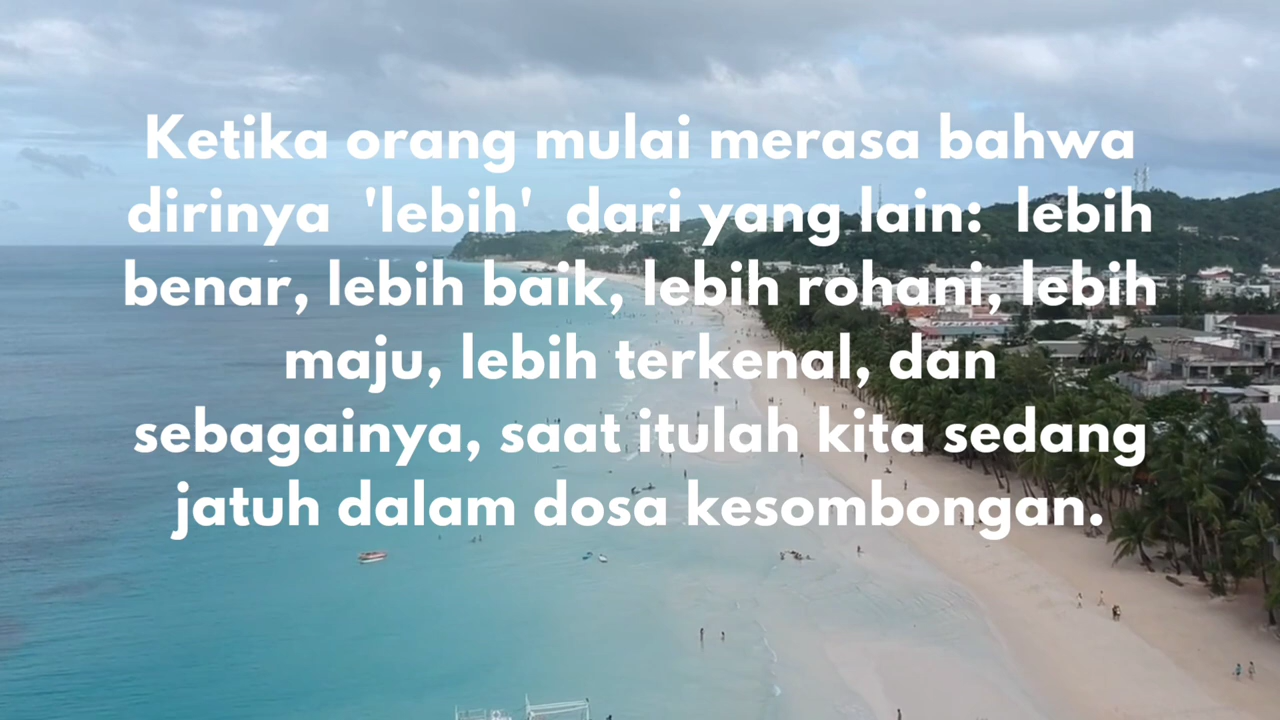 Ketika orang mulai merasa bahwa
dirinya 'lebih' dari yang lain: lebih
benar, lebih baik, lebih rohani, lebih
maju, lebih terkenal, dan
sebagainya, saat itulah kita sedang
jatuh dalam dosa kesombongan.